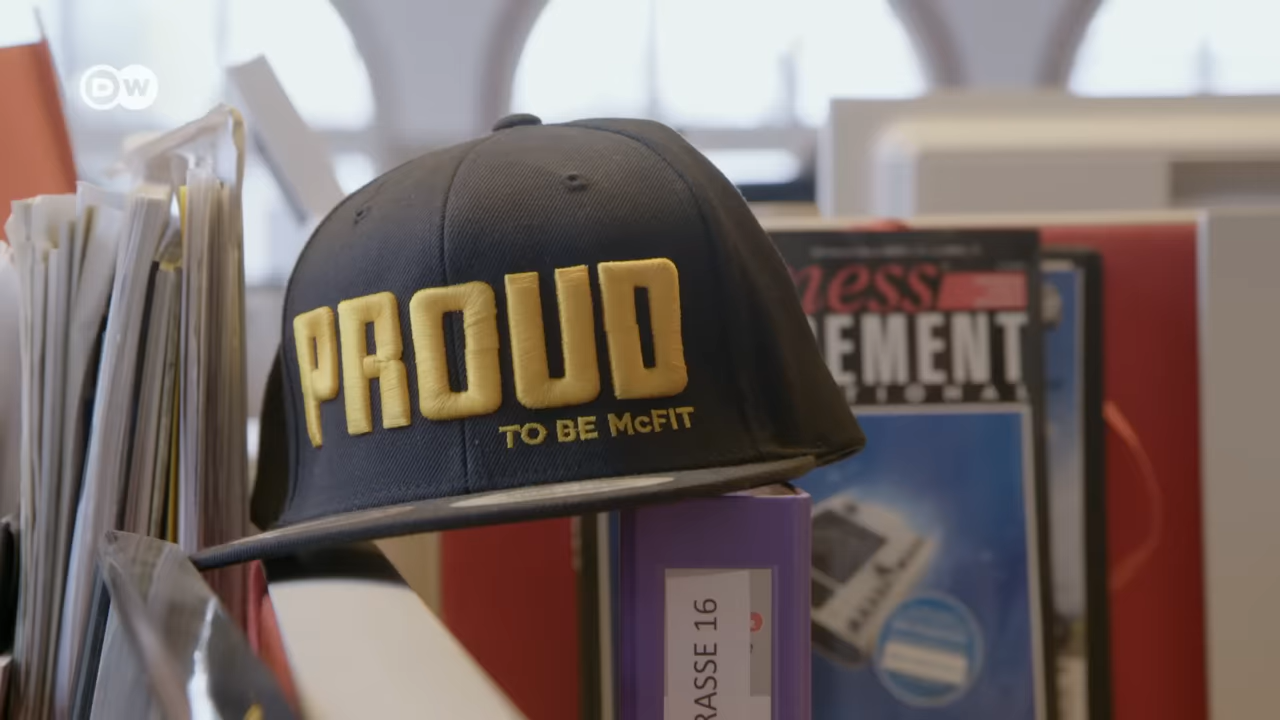 DW
PROUD
TO BE McFIT
ness
EMENT
RASSE 16